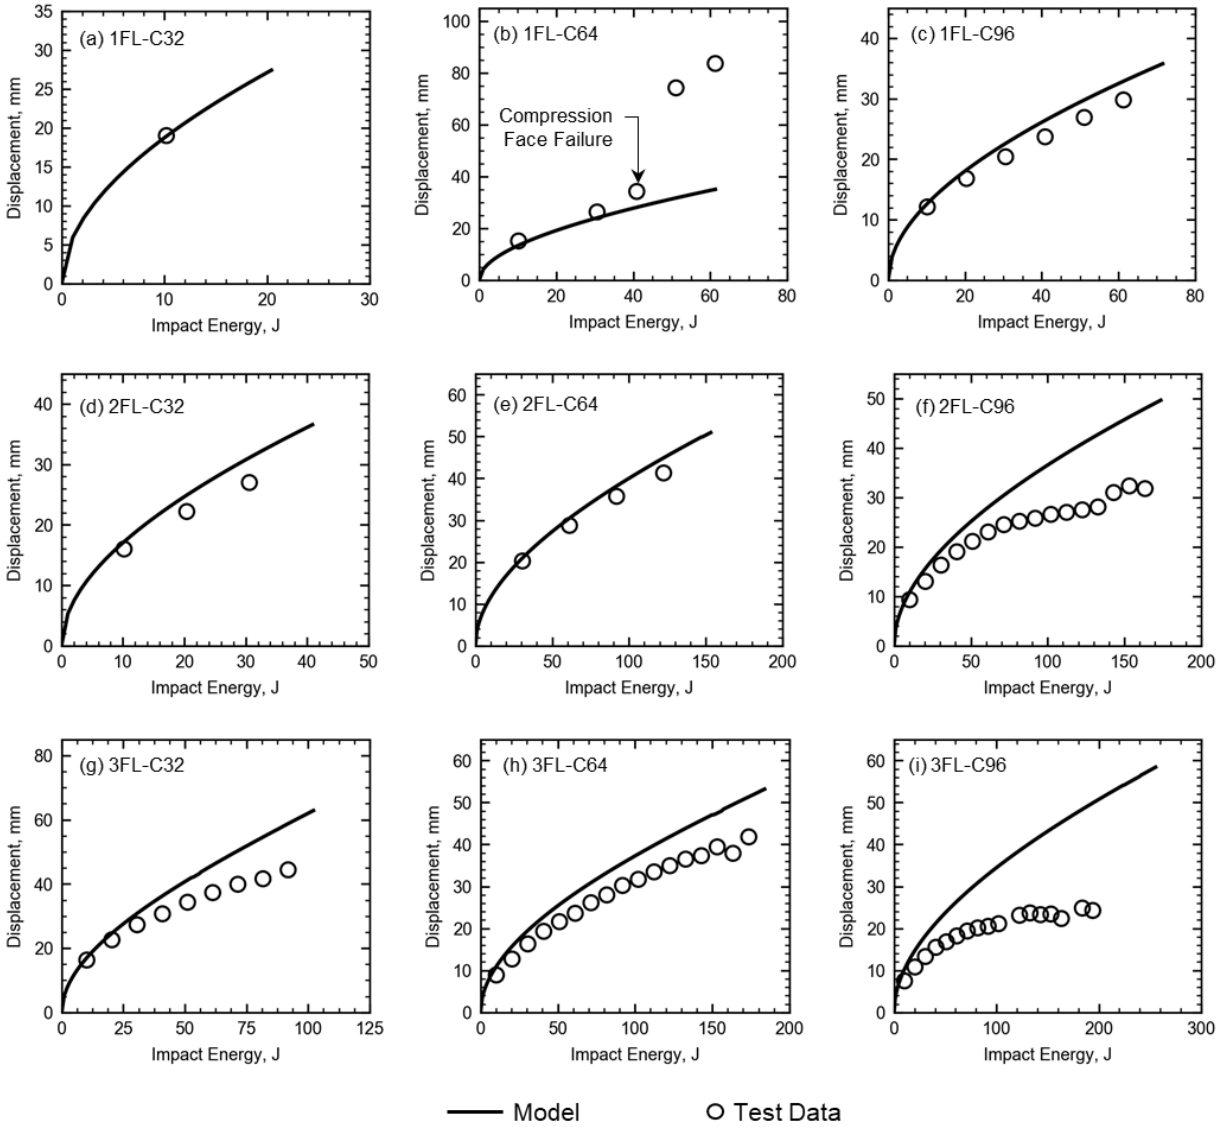 (a) 1FL-C32
Displacement, mm
35
30
25
20
15
10
5
0
0 10 20 30
Impact Energy, J
(b) 1FL-C64
Displacement, mm
100
80
60
40
20
0
Compression
Face Failure
0 20 40 60 80
Impact Energy, J
(c) 1FL-C96
Displacement, mm
40
30
20
10
0
0 20 40 60 80
Impact Energy, J
(d) 2FL-C32
Displacement, mm
40
30
20
10
0
0 10 20 30 40 50
Impact Energy, J
(e) 2FL-C64
Displacement, mm
60
50
40
30
20
10
0
0 50 100 150 200
Impact Energy, J
(f) 2FL-C96
Displacement, mm
50
40
30
20
10
0
0 50 100 150 200
Impact Energy, J
(g) 3FL-C32
Displacement, mm
80
60
40
20
0
0 25 50 75 100 125
Impact Energy, J
(h) 3FL-C64
Displacement, mm
60
50
40
30
20
10
0
0 50 100 150 200
Impact Energy, J
(i) 3FL-C96
Displacement, mm
60
50
40
30
20
10
0
0 100 200 300
Impact Energy, J
Model
Test Data